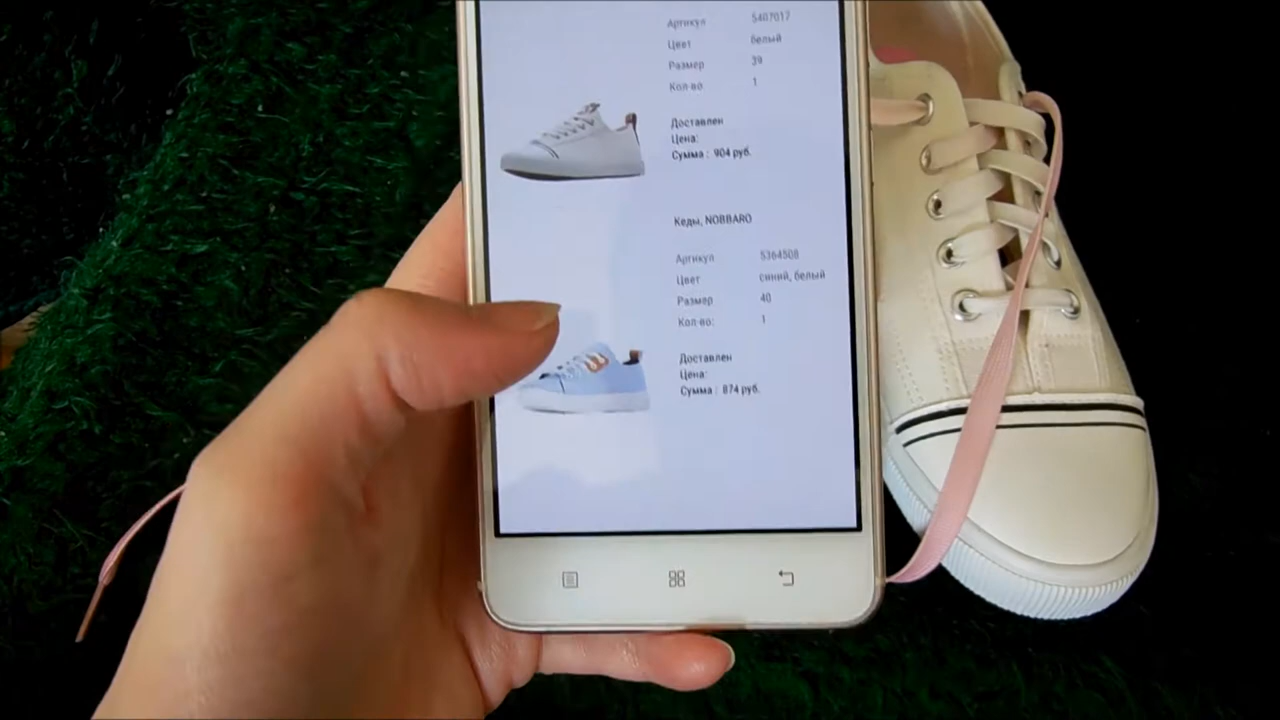 Артикул 5407017
Цвет белый
Размер 39
Кол-во 1
Доставлен
Цена:
Сумма : 904 руб.
Кеды, NOBBARO
Артикул 5364508
Цвет синий, белый
Размер 40
Кол-во: 1
Доставлен
Цена:
Сумма : 874 руб.